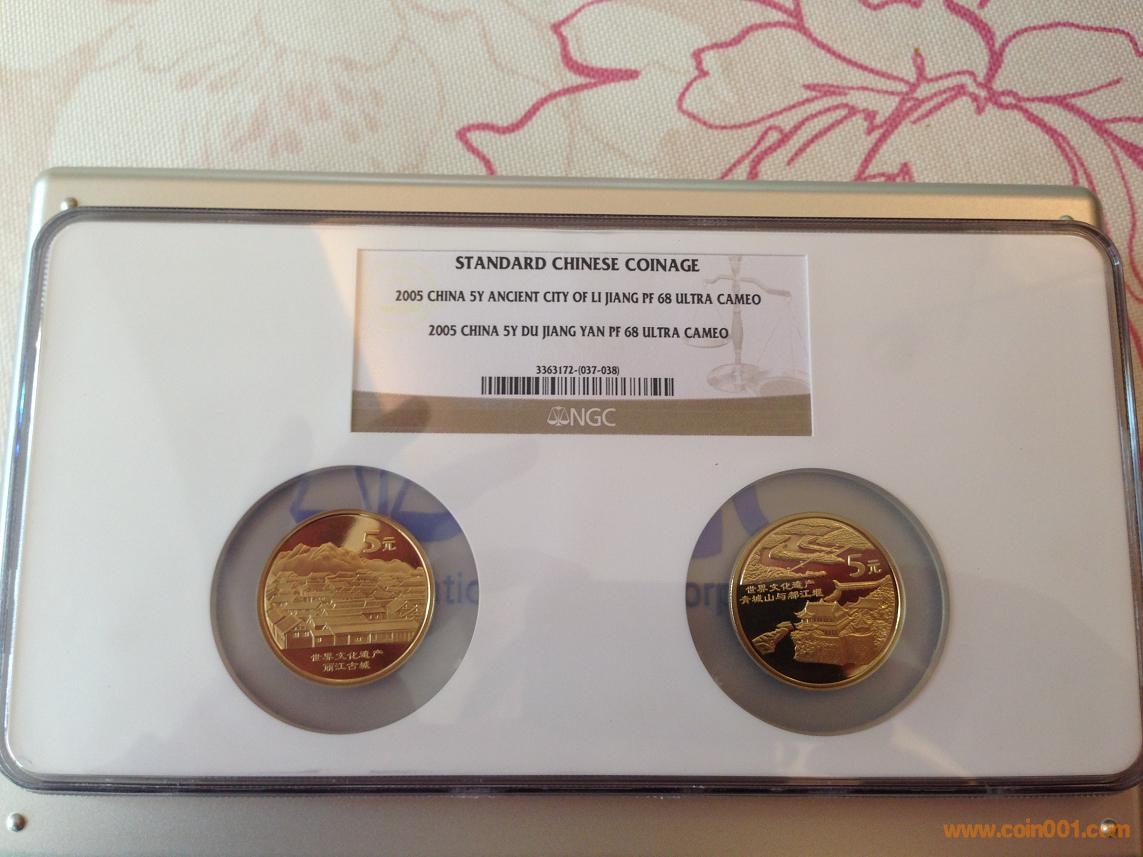 STANDARD CHINESE COINAGE
2005 CHINA 5Y ANCIENT CITY OF LI JIANG PF 68 ULTRA CAMEO
2005 CHINA 5Y DU JIANG YAN PF 68 ULTRA CAMEO
3363172-(037-038)
NGC
5元
世界文化遗产
丽江古城
5元
世界文化遗产
青城山与都江堰
www.coin001.com